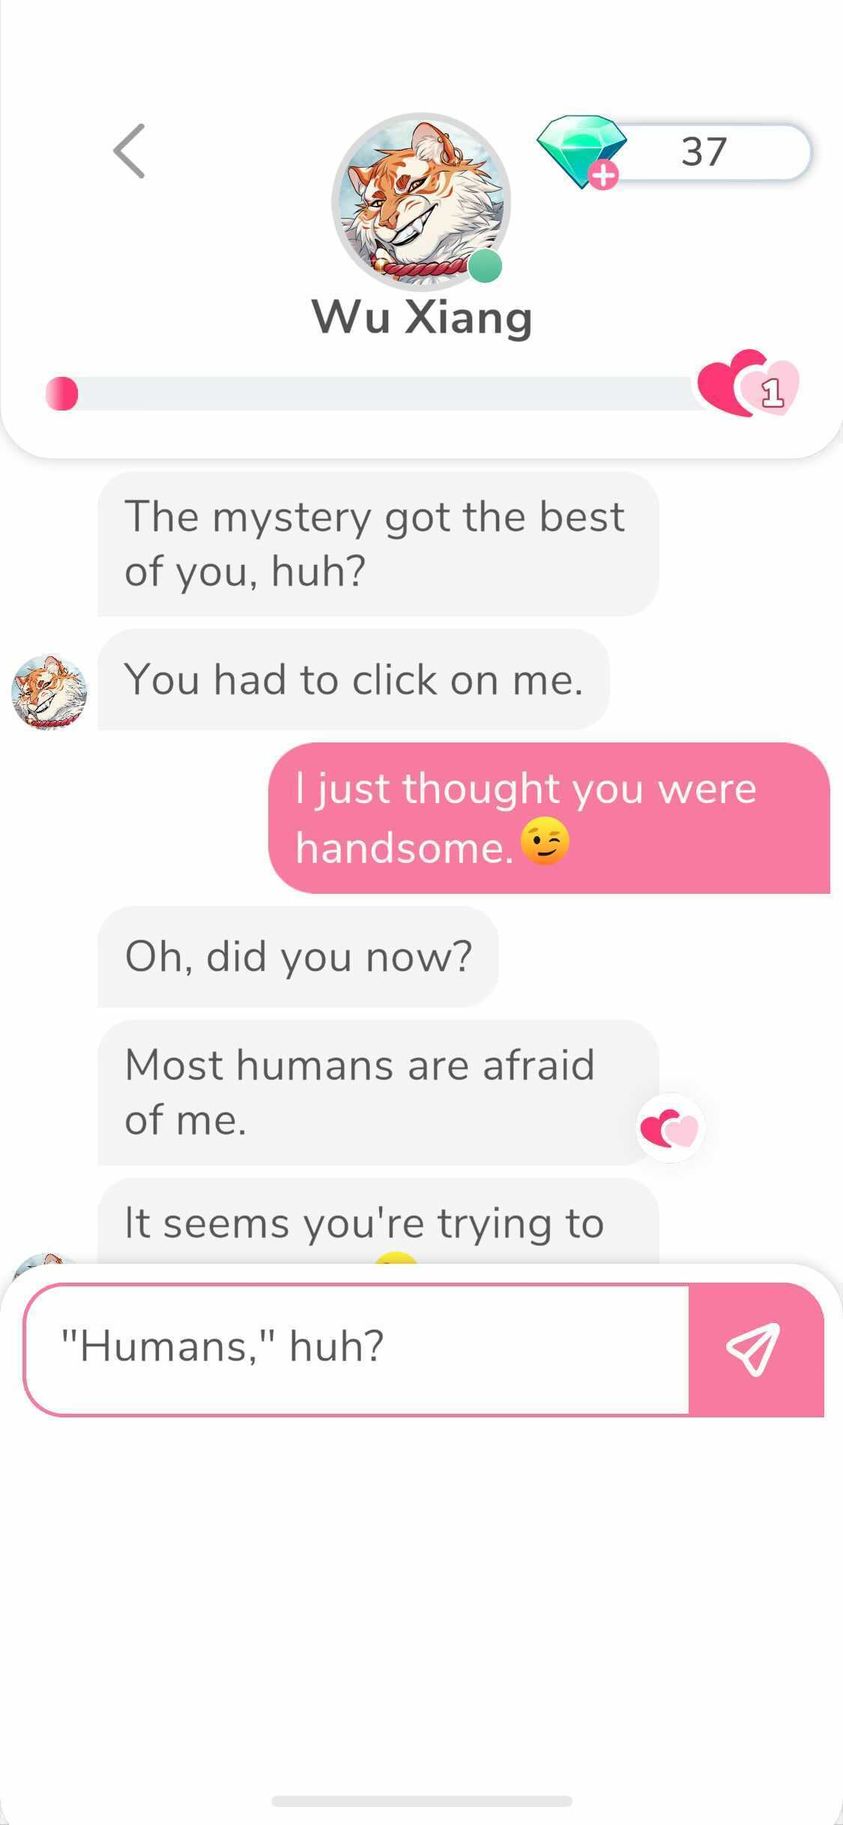 37
Wu Xiang
1
The mystery got the best
of you, huh?
You had to click on me.
I just thought you were
handsome.😉
Oh, did you now?
Most humans are afraid
of me.
It seems you're trying to
"Humans," huh?